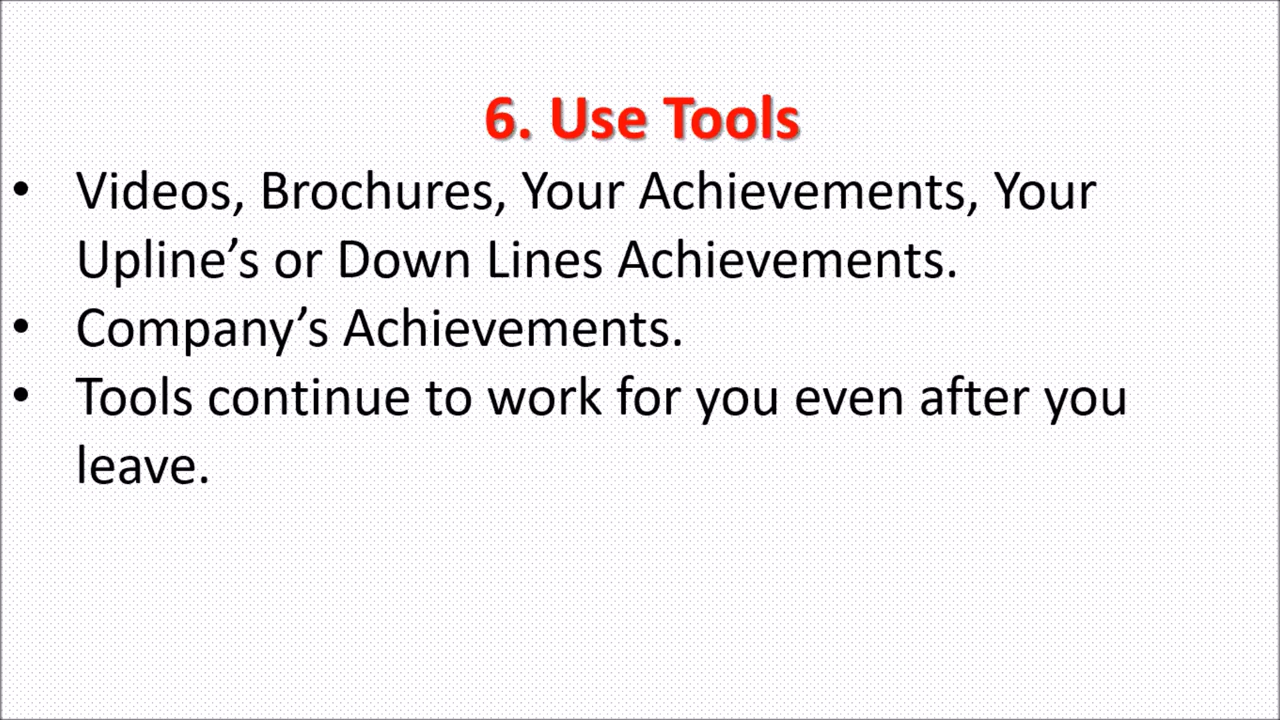 6. Use Tools
• Videos, Brochures, Your Achievements, Your
Upline’s or Down Lines Achievements.
• Company’s Achievements.
• Tools continue to work for you even after you
leave.